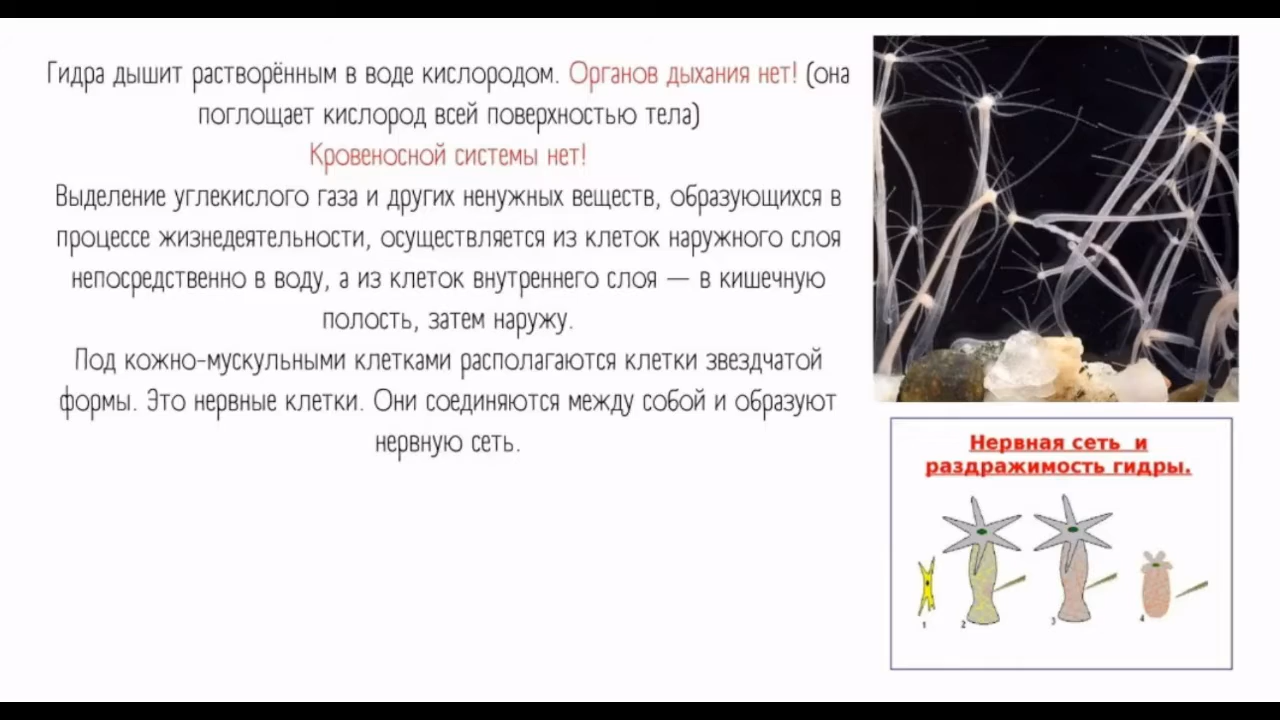 Гидра дышит растворённым в воде кислородом. Органов дыхания нет! (она
поглощает кислород всей поверхностью тела)
Кровеносной системы нет!
Выделение углекислого газа и других ненужных веществ, образующихся в
процессе жизнедеятельности, осуществляется из клеток наружного слоя
непосредственно в воду, а из клеток внутреннего слоя — в кишечную
полость, затем наружу.
Под кожно-мускульными клетками располагаются клетки звездчатой
формы. Это нервные клетки. Они соединяются между собой и образуют
нервную сеть.
Нервная сеть и
раздражимость гидры.
1 2 3 4